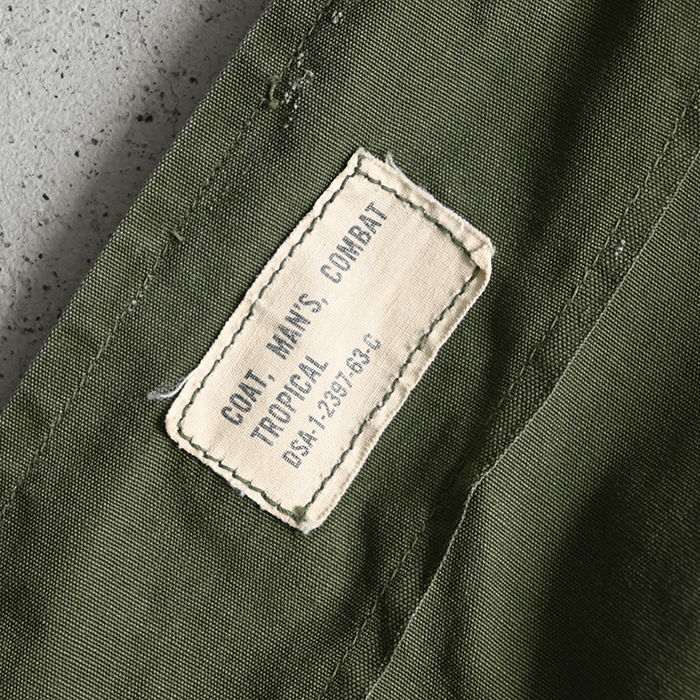 COAT, MAN'S, COMBAT
TROPICAL
DSA-1-2397-63-C